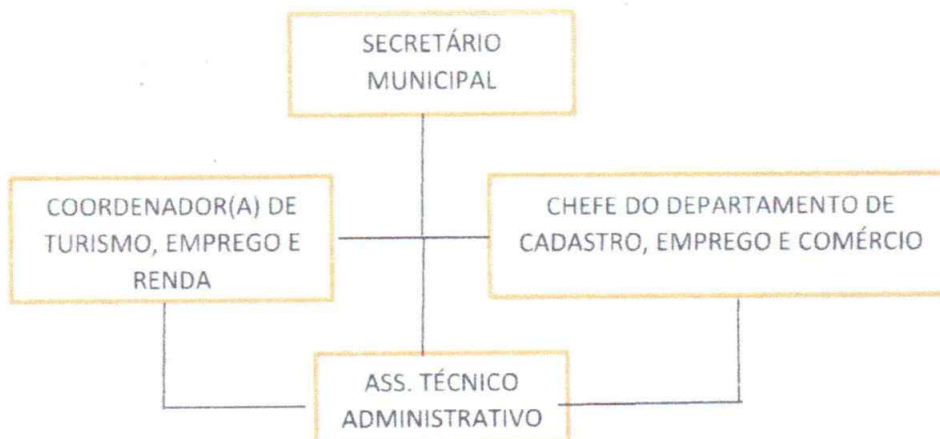 SECRETÁRIO
MUNICIPAL
COORDENADOR(A) DE
TURISMO, EMPREGO E
RENDA
CHEFE DO DEPARTAMENTO DE
CADASTRO, EMPREGO E COMÉRCIO
ASS. TÉCNICO
ADMINISTRATIVO